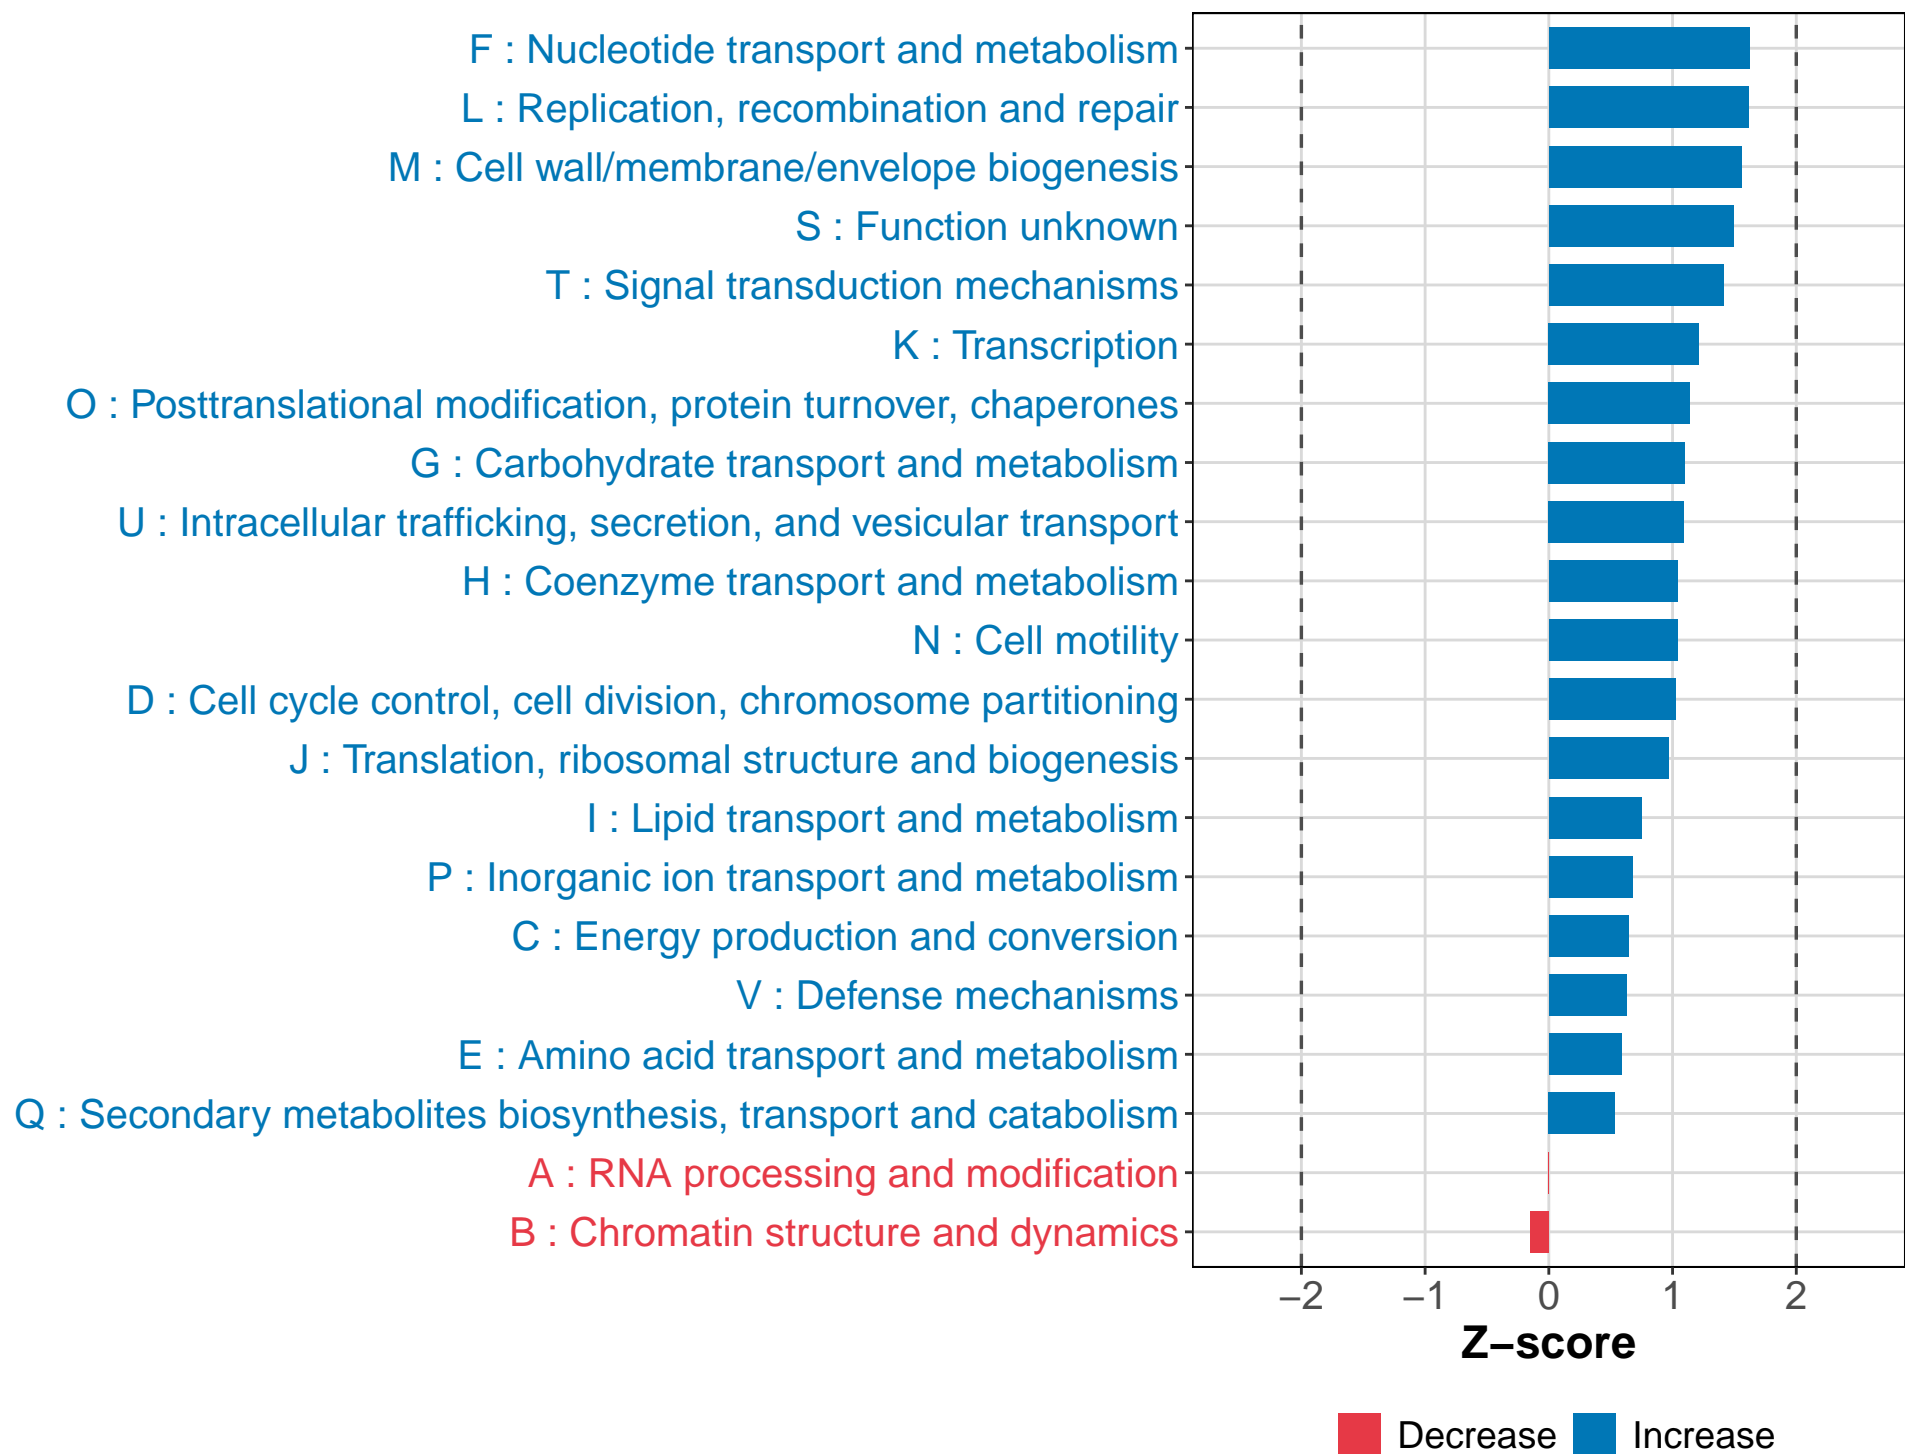 F : Nucleotide transport and metabolism
L : Replication, recombination and repair
M : Cell wall/membrane/envelope biogenesis
S : Function unknown
T : Signal transduction mechanisms
K : Transcription
O : Posttranslational modification, protein turnover, chaperones
G : Carbohydrate transport and metabolism
U : Intracellular trafficking, secretion, and vesicular transport
H : Coenzyme transport and metabolism
N : Cell motility
D : Cell cycle control, cell division, chromosome partitioning
J : Translation, ribosomal structure and biogenesis
I : Lipid transport and metabolism
P : Inorganic ion transport and metabolism
C : Energy production and conversion
V : Defense mechanisms
E : Amino acid transport and metabolism
Q : Secondary metabolites biosynthesis, transport and catabolism
A : RNA processing and modification
B : Chromatin structure and dynamics
−2 −1 0 1 2
Z−score
Decrease Increase